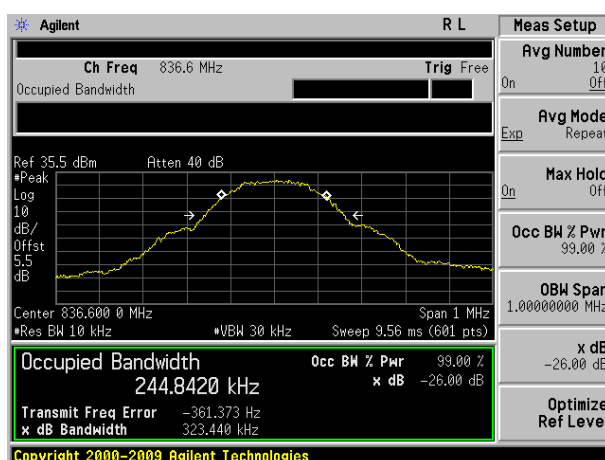 Agilent R L Meas Setup
Ch Freq 836.6 MHz Trig Free
Occupied Bandwidth
Avg Number
10
On Off
Avg Mode
Exp Repeat
Max Hold
On Off
Occ BW % Pwr
99.00 %
OBW Span
1.00000000 MHz
x dB
-26.00 dB
Optimize
Ref Level
Ref 35.5 dBm Atten 40 dB
#Peak
Log
10
dB/
Offst
5.5
dB
Center 836.600 0 MHz Span 1 MHz
#Res BW 10 kHz #VBW 30 kHz Sweep 9.56 ms (601 pts)
Occupied Bandwidth Occ BW % Pwr 99.00 %
244.8420 kHz x dB -26.00 dB
Transmit Freq Error -361.373 Hz
x dB Bandwidth 323.440 kHz
Copyright 2000-2009 Agilent Technologies